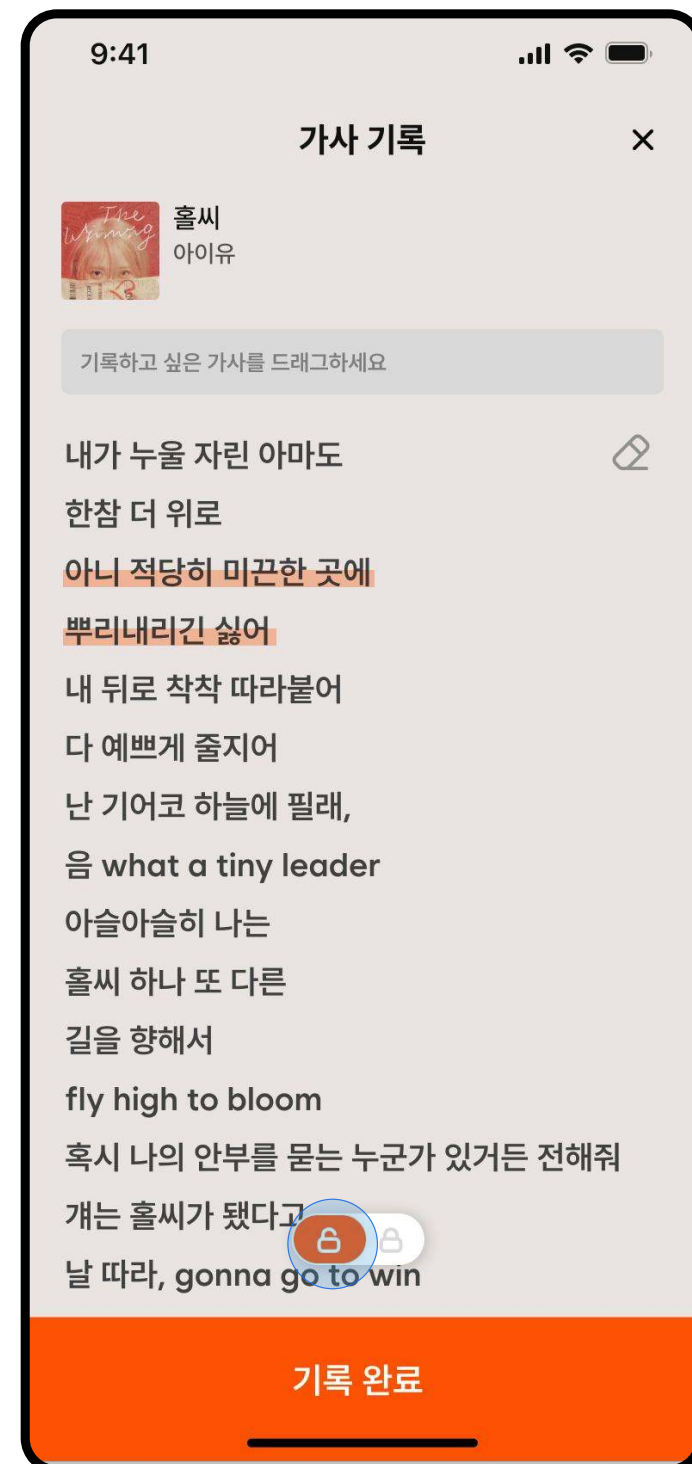 9:41
가사 기록
The
Winning
홀씨
아이유
기록하고 싶은 가사를 드래그하세요
내가 누울 자린 아마도
한참 더 위로
아니 적당히 미끈한 곳에
뿌리내리긴 싫어
내 뒤로 착착 따라붙어
다 예쁘게 줄지어
난 기어코 하늘에 필래,
음 what a tiny leader
아슬아슬히 나는
홀씨 하나 또 다른
길을 향해서
fly high to bloom
혹시 나의 안부를 묻는 누군가 있거든 전해줘
걔는 홀씨가 됐다고
날 따라, gonna go to win
기록 완료